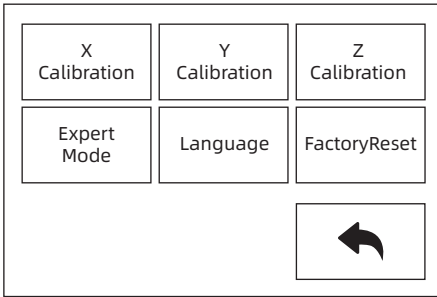 X
Calibration
Y
Calibration
Z
Calibration
Expert
Mode
Language
FactoryReset